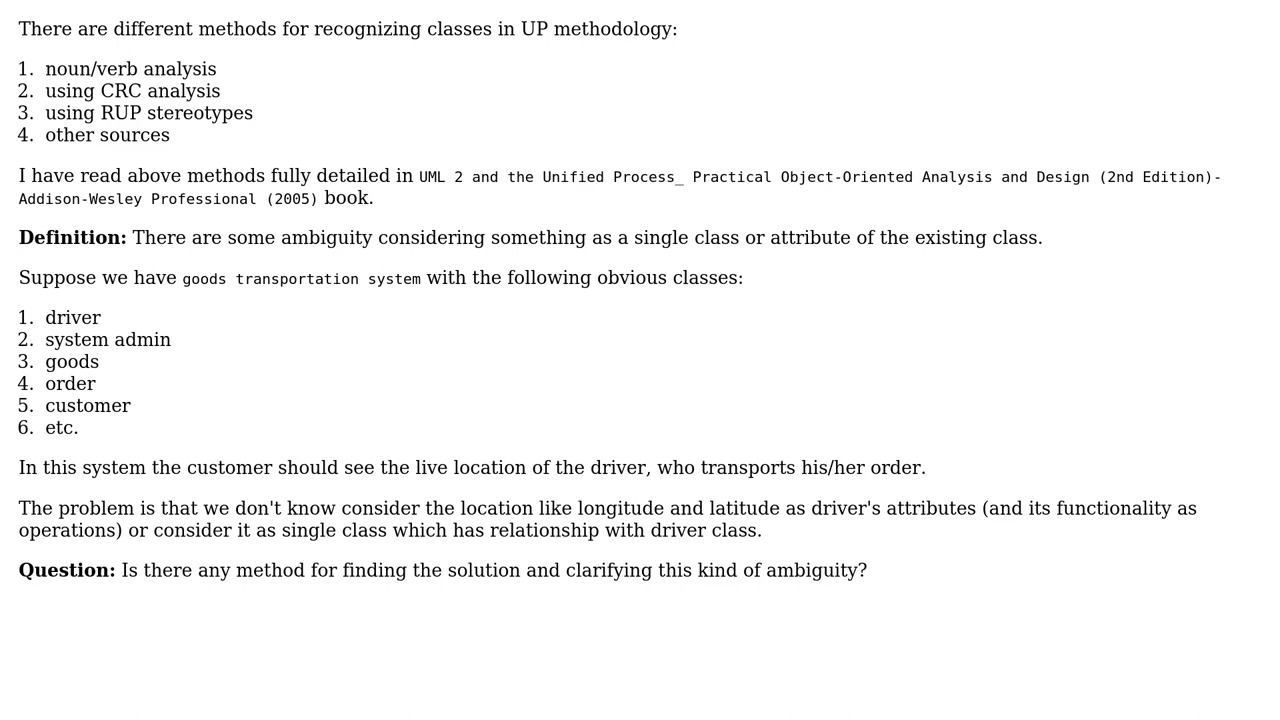 There are different methods for recognizing classes in UP methodology:
1. noun/verb analysis
2. using CRC analysis
3. using RUP stereotypes
4. other sources
I have read above methods fully detailed in UML 2 and the Unified Process_ Practical Object-Oriented Analysis and Design (2nd Edition)-
Addison-Wesley Professional (2005) book.
Definition: There are some ambiguity considering something as a single class or attribute of the existing class.
Suppose we have goods transportation system with the following obvious classes:
1. driver
2. system admin
3. goods
4. order
5. customer
6. etc.
In this system the customer should see the live location of the driver, who transports his/her order.
The problem is that we don't know consider the location like longitude and latitude as driver's attributes (and its functionality as
operations) or consider it as single class which has relationship with driver class.
Question: Is there any method for finding the solution and clarifying this kind of ambiguity?